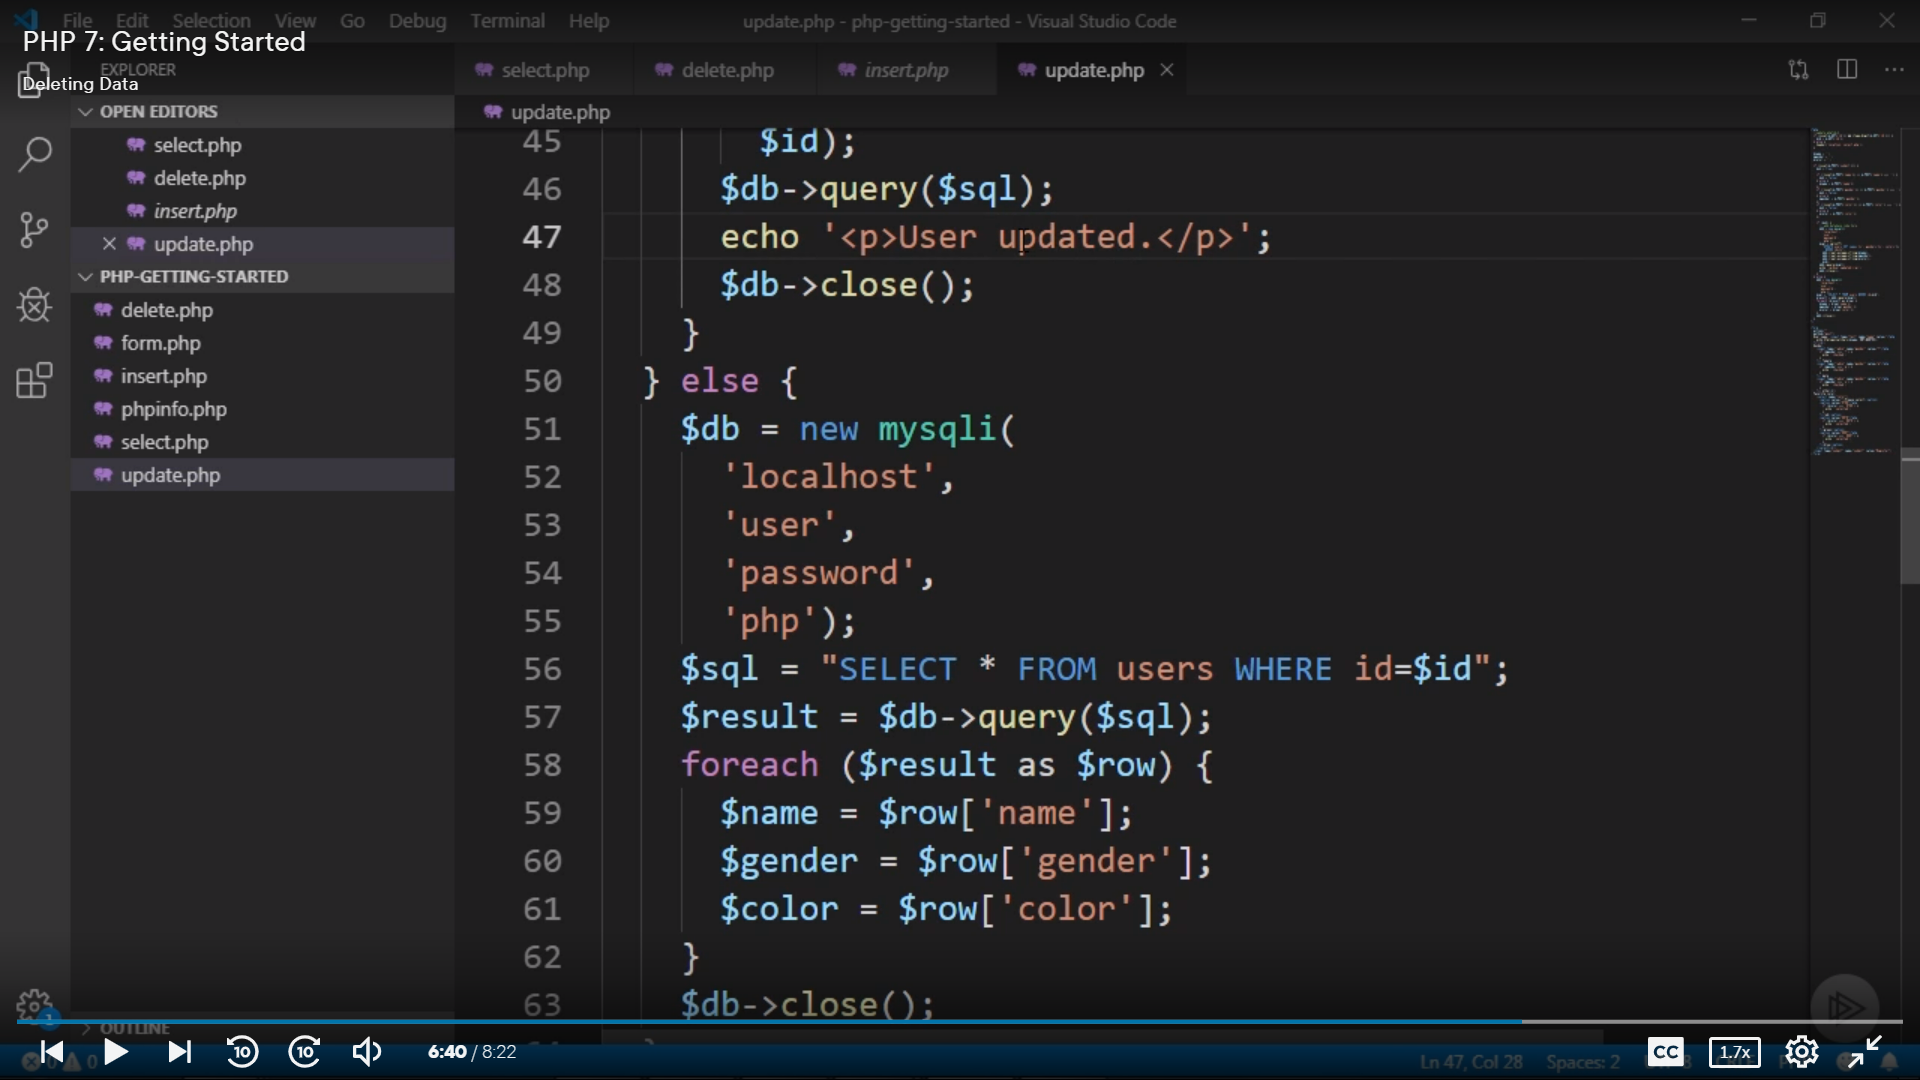 File Edit Selection View Go Debug Terminal Help
update.php - php-getting-started - Visual Studio Code
PHP 7: Getting Started
EXPLORER
Deleting Data
OPEN EDITORS
select.php
delete.php
insert.php
update.php
PHP-GETTING-STARTED
delete.php
form.php
insert.php
phpinfo.php
select.php
update.php
OUTLINE
select.php delete.php insert.php update.php
update.php
45 $id);
46 $db->query($sql);
47 echo '<p>User updated.</p>';
48 $db->close();
49 }
50 } else {
51 $db = new mysqli(
52 'localhost',
53 'user',
54 'password',
55 'php');
56 $sql = "SELECT * FROM users WHERE id=$id";
57 $result = $db->query($sql);
58 foreach ($result as $row) {
59 $name = $row['name'];
60 $gender = $row['gender'];
61 $color = $row['color'];
62 }
63 $db->close();
1
10 10 6:40 / 8:22 CC 1.7x
0 Ln 47, Col 28 Spaces: 2